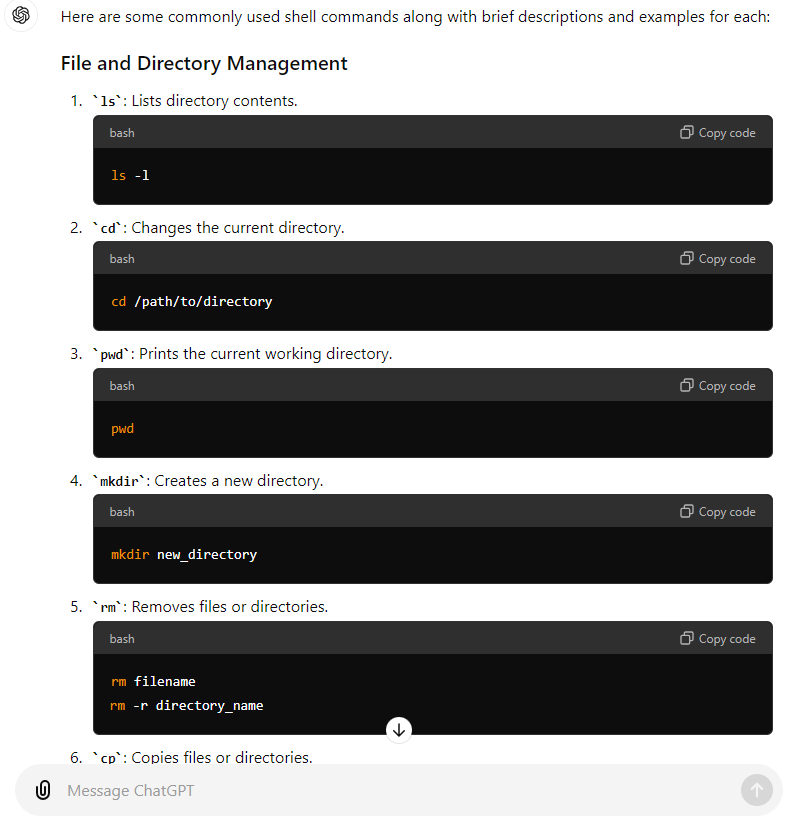 Here are some commonly used shell commands along with brief descriptions and examples for each:
File and Directory Management
1. `ls`: Lists directory contents.
bash Copy code
ls -l
2. `cd`: Changes the current directory.
bash Copy code
cd /path/to/directory
3. `pwd`: Prints the current working directory.
bash Copy code
pwd
4. `mkdir`: Creates a new directory.
bash Copy code
mkdir new_directory
5. `rm`: Removes files or directories.
bash Copy code
rm filename
rm -r directory_name
6. `cp`: Copies files or directories.
Message ChatGPT